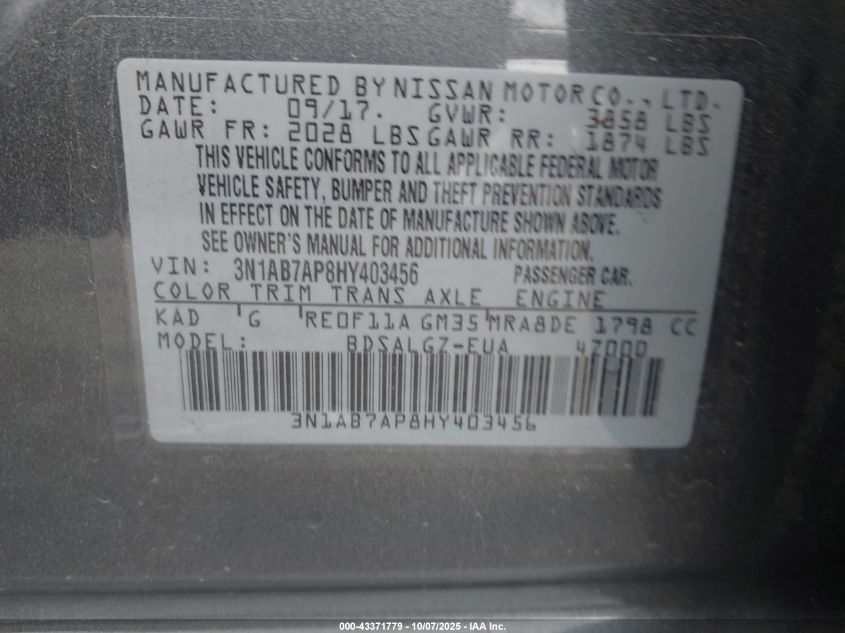 MANUFACTURED BY NISSAN MOTOR CO., LTD.
DATE: 09/17. GVWR: 3858 LBS
GAWR FR: 2028 LBS GAWR RR: 1874 LBS
THIS VEHICLE CONFORMS TO ALL APPLICABLE FEDERAL MOTOR
VEHICLE SAFETY, BUMPER AND THEFT PREVENTION STANDARDS
IN EFFECT ON THE DATE OF MANUFACTURE SHOWN ABOVE.
SEE OWNER'S MANUAL FOR ADDITIONAL INFORMATION.
VIN: 3N1AB7AP8HY403456 PASSENGER CAR.
COLOR TRIM TRANS AXLE ENGINE
KAD G RE0F11A GM35 MRA8DE 1798 CC
MODEL: BDSALGZ-EUA 4Z000
3N1AB7AP8HY403456
000-43371779 - 10/07/2025 - IAA Inc.